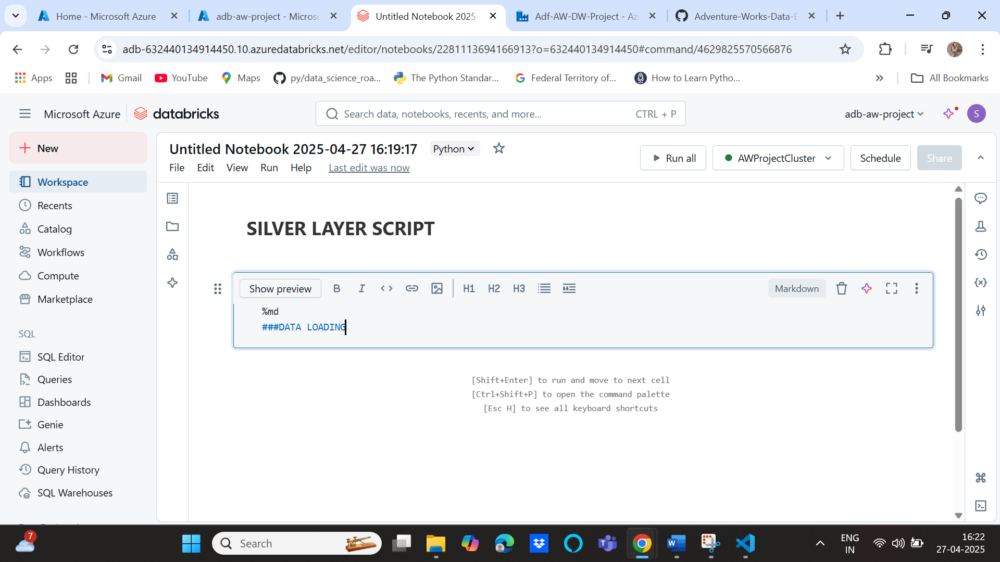 Home - Microsoft Azure
adb-aw-project - Micros
Untitled Notebook 2025-
Adf-AW-DW-Project - Az
Adventure-Works-Data-E
adb-632440134914450.10.azuredatabricks.net/editor/notebooks/2281113694166913?o=632440134914450#command/4629825570566876
Apps
Gmail
YouTube
Maps
py/data_science_roa...
The Python Standar...
Federal Territory of...
How to Learn Pytho...
»
All Bookmarks
Microsoft Azure
databricks
Search data, notebooks, recents, and more...
CTRL + P
adb-aw-project
S
New
Workspace
Recents
Catalog
Workflows
Compute
Marketplace
SQL
SQL Editor
Queries
Dashboards
Genie
Alerts
Query History
SQL Warehouses
Untitled Notebook 2025-04-27 16:19:17
Python
File
Edit
View
Run
Help
Last edit was now
Run all
AWProjectCluster
Schedule
Share
SILVER LAYER SCRIPT
Show preview
B
I
<>
H1
H2
H3
Markdown
%md
###DATA LOADING
[Shift+Enter] to run and move to next cell
[Ctrl+Shift+P] to open the command palette
[Esc H] to see all keyboard shortcuts
7
Search
ENG
IN
16:22
27-04-2025